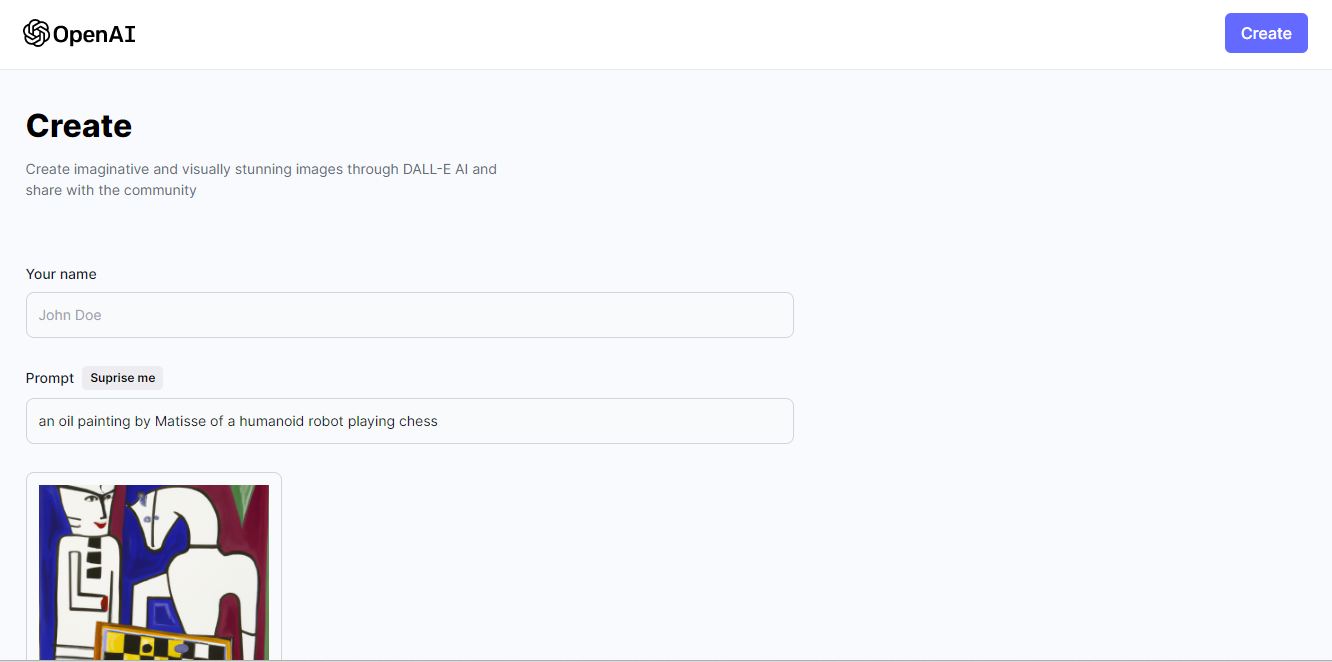 OpenAI
Create
Create
Create imaginative and visually stunning images through DALL-E AI and
share with the community
Your name
John Doe
Prompt
Suprise me
an oil painting by Matisse of a humanoid robot playing chess